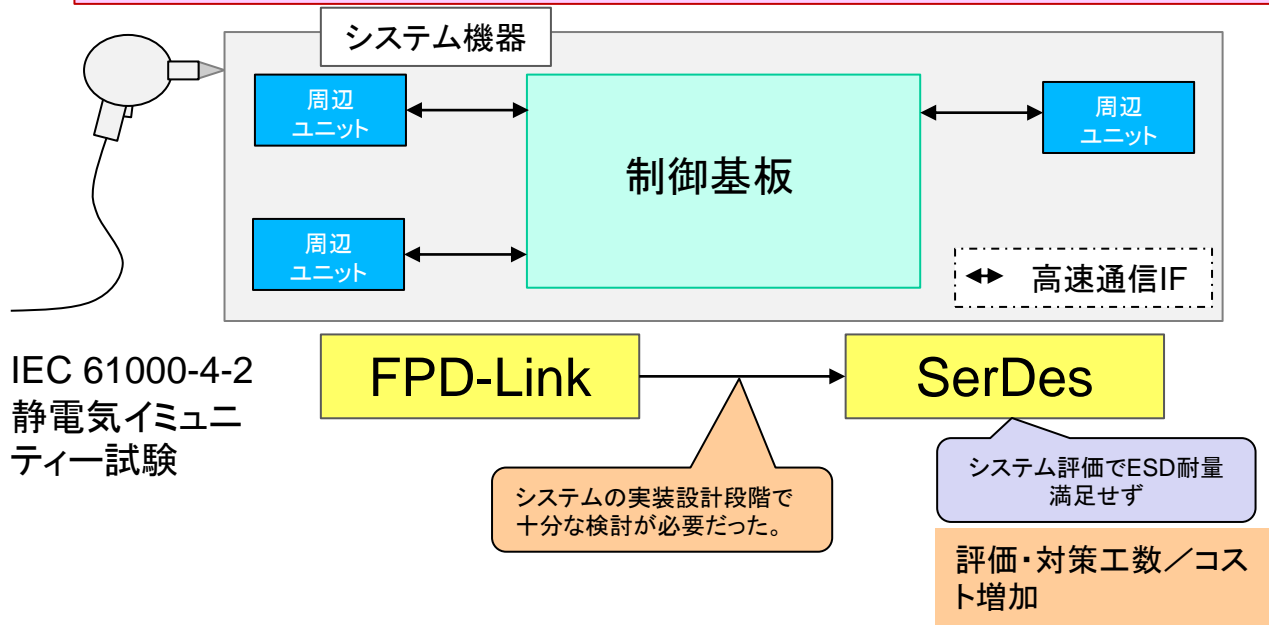 システム機器
周辺
ユニット
制御基板
周辺
ユニット
周辺
ユニット
高速通信IF
IEC 61000-4-2
静電気イミュニ
ティー試験
FPD-Link
SerDes
システムの実装設計段階で
十分な検討が必要だった。
システム評価でESD耐量
満足せず
評価・対策工数／コス
ト増加